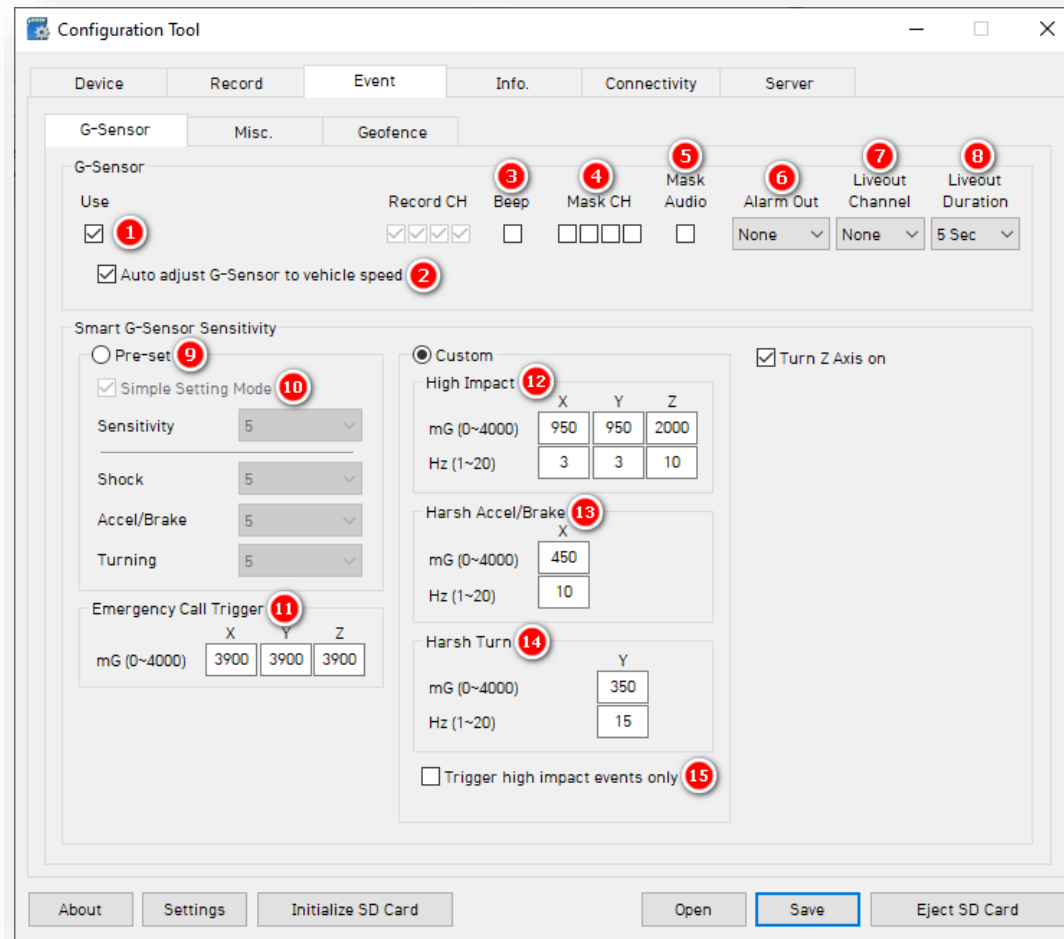 Configuration Tool
Device Record Event Info. Connectivity Server
G-Sensor Misc. Geofence
G-Sensor
Use Record CH Beep Mask CH Mask Audio Alarm Out Liveout Channel Liveout Duration
3 4 5 6 7 8
1 None None 5 Sec
Auto adjust G-Sensor to vehicle speed 2
Smart G-Sensor Sensitivity
Pre-set 9
Simple Setting Mode 10
Sensitivity 5
Shock 5
Accel/Brake 5
Turning 5
Emergency Call Trigger 11
X Y Z
mG (0~4000) 3900 3900 3900
Custom
High Impact 12
X Y Z
mG (0~4000) 950 950 2000
Hz (1~20) 3 3 10
Harsh Accel/Brake 13
X
mG (0~4000) 450
Hz (1~20) 10
Harsh Turn 14
Y
mG (0~4000) 350
Hz (1~20) 15
Trigger high impact events only 15
Turn Z Axis on
About Settings Initialize SD Card Open Save Eject SD Card